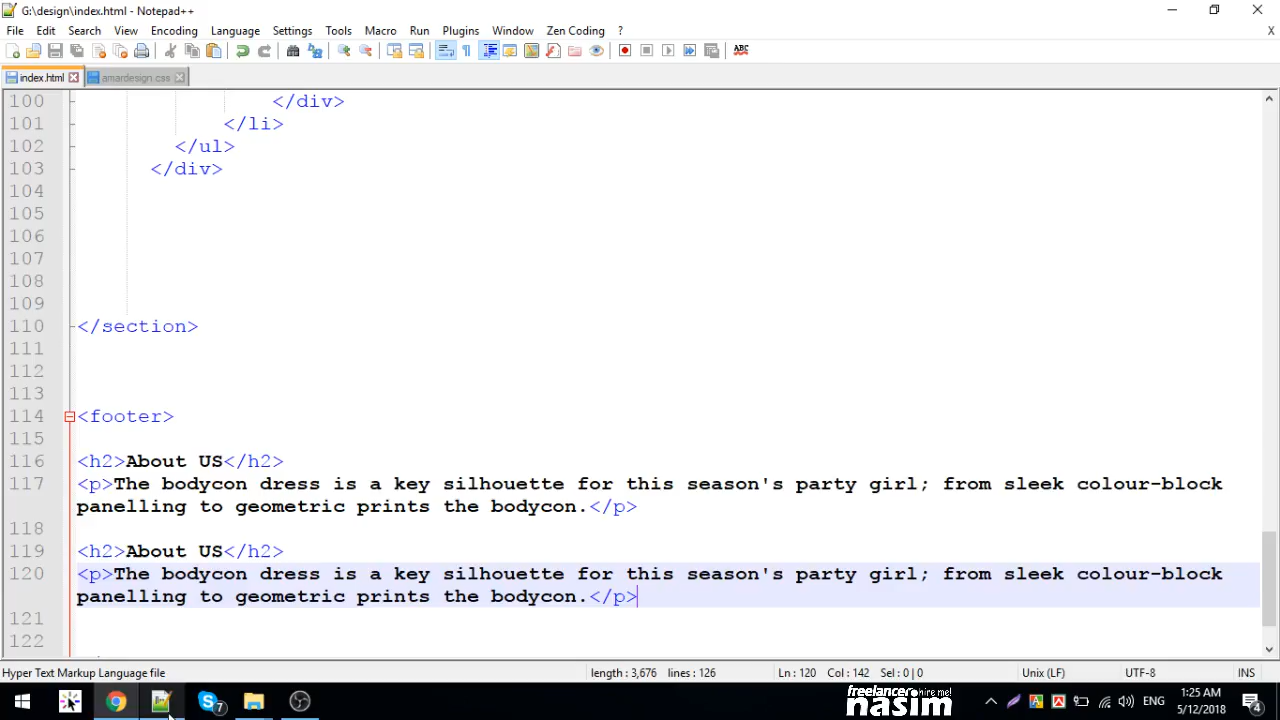 G:\design\index.html - Notepad++
File Edit Search View Encoding Language Settings Tools Macro Run Plugins Window Zen Coding ? X
ABC
index.html amardesign.css
100 </div>
101 </li>
102 </ul>
103 </div>
104
105
106
107
108
109
110 </section>
111
112
113
114 <footer>
115
116 <h2>About US</h2>
117 <p>The bodycon dress is a key silhouette for this season's party girl; from sleek colour-block
panelling to geometric prints the bodycon.</p>
118
119 <h2>About US</h2>
120 <p>The bodycon dress is a key silhouette for this season's party girl; from sleek colour-block
panelling to geometric prints the bodycon.</p>
121
122
Hyper Text Markup Language file length : 3,676 lines : 126 Ln : 120 Col : 142 Sel : 0 | 0 Unix (LF) UTF-8 INS
7
freelancer
hire me!
nasim
ENG
1:25 AM
5/12/2018
4